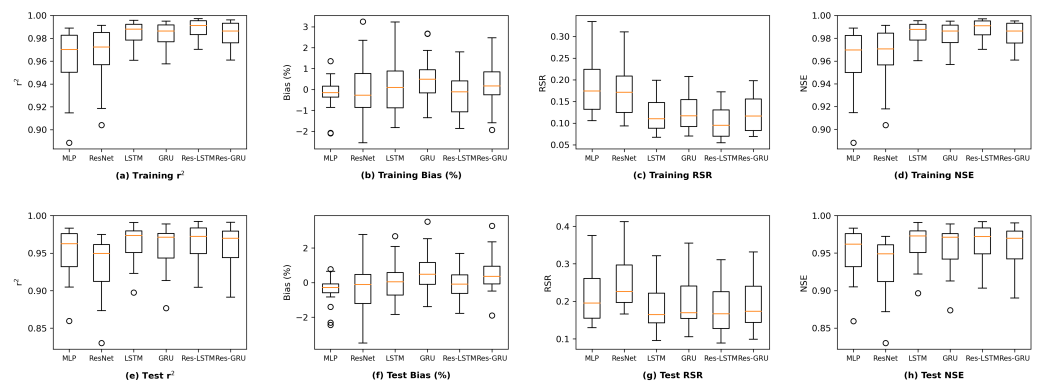 1.00
0.98
0.96
0.94
0.92
0.90
r²
MLP ResNet LSTM GRU Res-LSTM Res-GRU
(a) Training r²
3
2
1
0
−1
−2
Bias (%)
MLP ResNet LSTM GRU Res-LSTM Res-GRU
(b) Training Bias (%)
0.30
0.25
0.20
0.15
0.10
0.05
RSR
MLP ResNet LSTM GRU Res-LSTM Res-GRU
(c) Training RSR
1.00
0.98
0.96
0.94
0.92
0.90
NSE
MLP ResNet LSTM GRU Res-LSTM Res-GRU
(d) Training NSE
1.00
0.95
0.90
0.85
r²
MLP ResNet LSTM GRU Res-LSTM Res-GRU
(e) Test r²
2
0
−2
Bias (%)
MLP ResNet LSTM GRU Res-LSTM Res-GRU
(f) Test Bias (%)
0.4
0.3
0.2
0.1
RSR
MLP ResNet LSTM GRU Res-LSTM Res-GRU
(g) Test RSR
1.00
0.95
0.90
0.85
NSE
MLP ResNet LSTM GRU Res-LSTM Res-GRU
(h) Test NSE